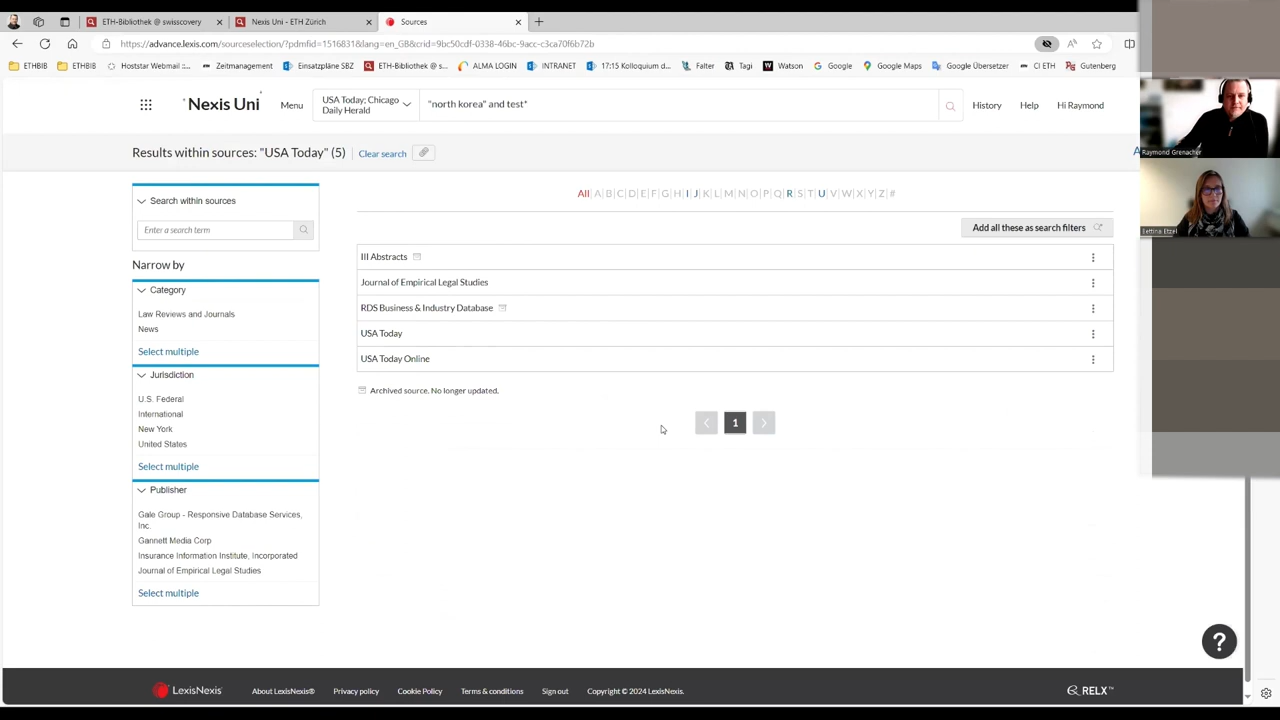 ETH-Bibliothek @ swisscovery
Nexis Uni - ETH Zürich
Sources
https://advance.lexis.com/sourceselection/?pdmfid=1516831&lang=en_GB&crid=9bc50cdf-0338-46bc-9acc-c3ca70f6b72b
ETHBIB
ETHBIB
Hoststar Webmail ::...
Zeitmanagement
Einsatzpläne SBZ
ETH-Bibliothek @ s...
ALMA LOGIN
INTRANET
17:15 Kolloquium d...
Falter
Tagi
Watson
Google
Google Maps
Google Übersetzer
CI ETH
Gutenberg
Nexis Uni
Menu
USA Today; Chicago
Daily Herald
"north korea" and test*
History
Help
Hi Raymond
Results within sources: "USA Today" (5)
Clear search
Raymond Grenacher
Search within sources
Enter a search term
All A B C D E F G H I J K L M N O P Q R S T U V W X Y Z #
Bettina Etzel
Add all these as search filters
Narrow by
Category
Law Reviews and Journals
News
Select multiple
Jurisdiction
U.S. Federal
International
New York
United States
Select multiple
Publisher
Gale Group - Responsive Database Services,
Inc.
Gannett Media Corp
Insurance Information Institute, Incorporated
Journal of Empirical Legal Studies
Select multiple
III Abstracts
Journal of Empirical Legal Studies
RDS Business & Industry Database
USA Today
USA Today Online
Archived source. No longer updated.
1
?
LexisNexis
About LexisNexis®
Privacy policy
Cookie Policy
Terms & conditions
Sign out
Copyright © 2024 LexisNexis.
RELX™